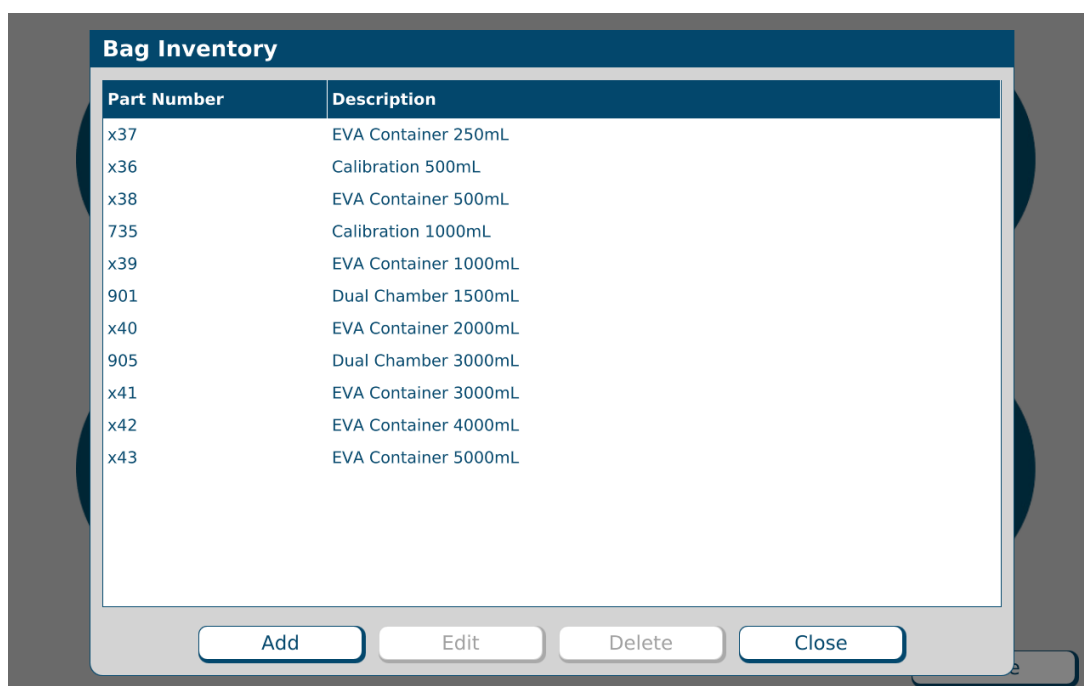 Bag Inventory
Part Number Description
x37 EVA Container 250mL
x36 Calibration 500mL
x38 EVA Container 500mL
735 Calibration 1000mL
x39 EVA Container 1000mL
901 Dual Chamber 1500mL
x40 EVA Container 2000mL
905 Dual Chamber 3000mL
x41 EVA Container 3000mL
x42 EVA Container 4000mL
x43 EVA Container 5000mL
Add Edit Delete Close